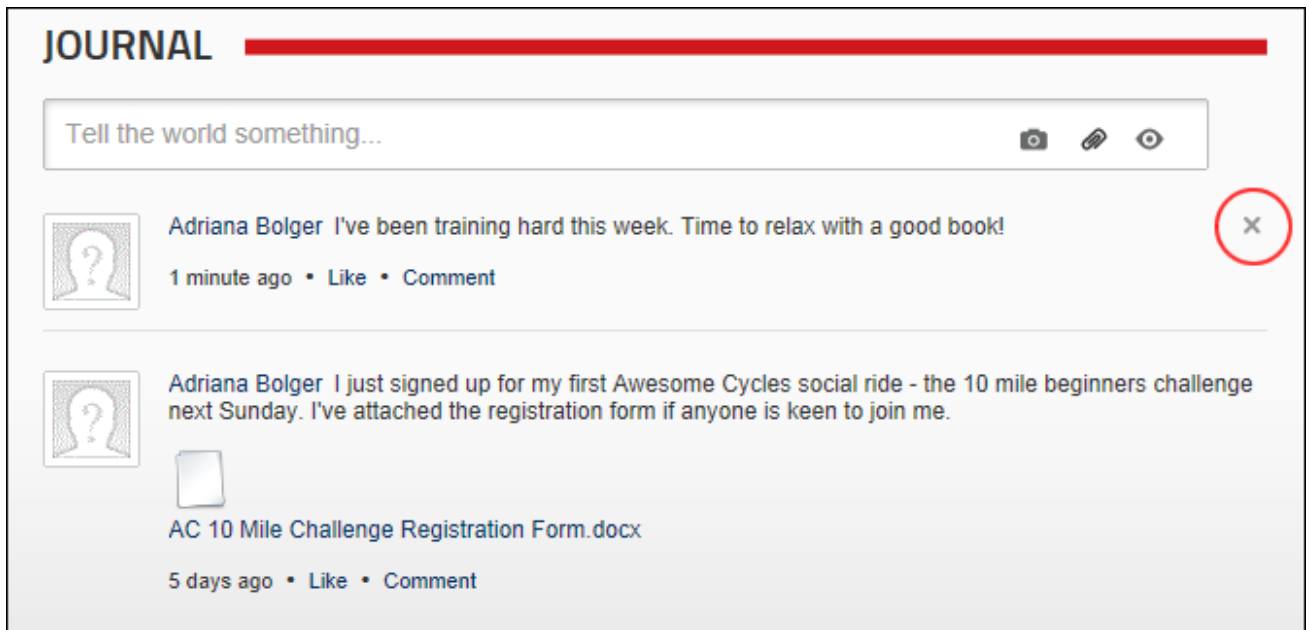 JOURNAL
Tell the world something...
Adriana Bolger I've been training hard this week. Time to relax with a good book!
1 minute ago • Like • Comment
Adriana Bolger I just signed up for my first Awesome Cycles social ride - the 10 mile beginners challenge
next Sunday. I've attached the registration form if anyone is keen to join me.
AC 10 Mile Challenge Registration Form.docx
5 days ago • Like • Comment